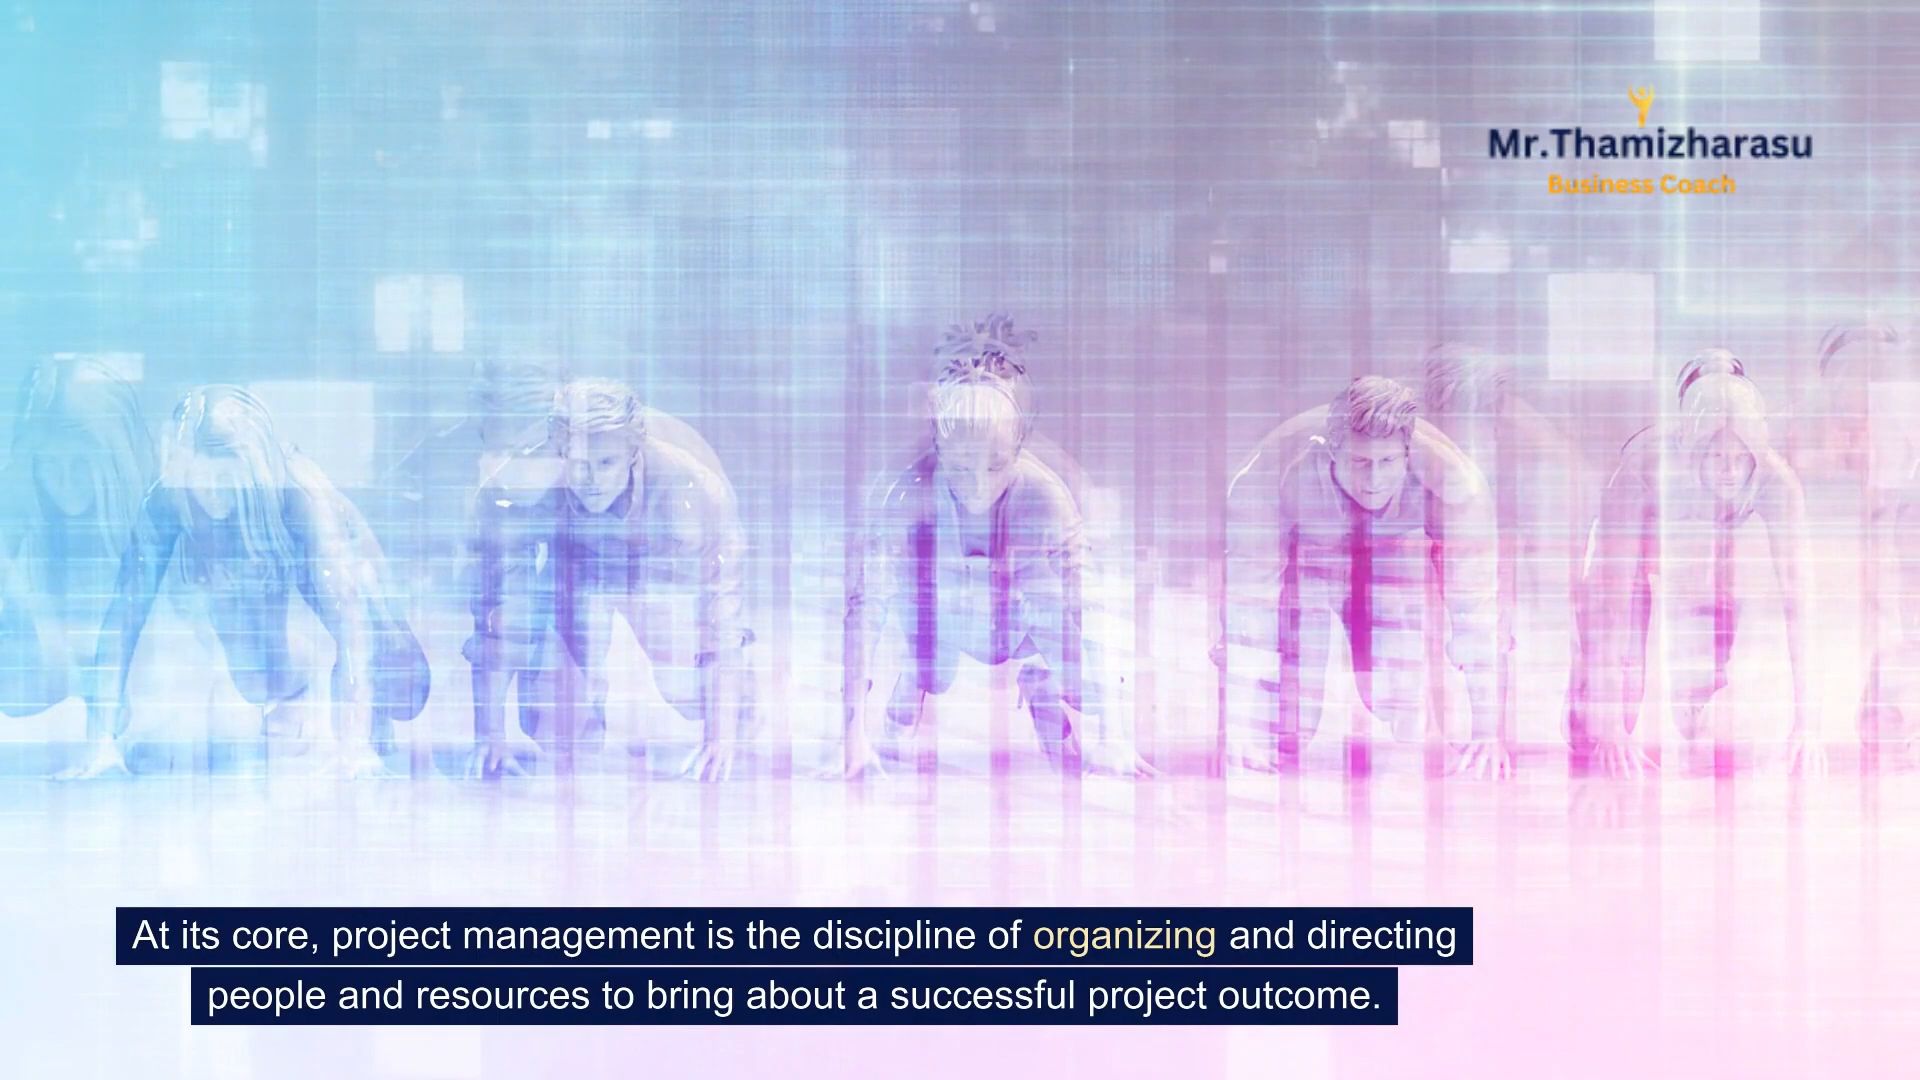 Mr.Thamizharasu
Business Coach
At its core, project management is the discipline of organizing and directing
people and resources to bring about a successful project outcome.